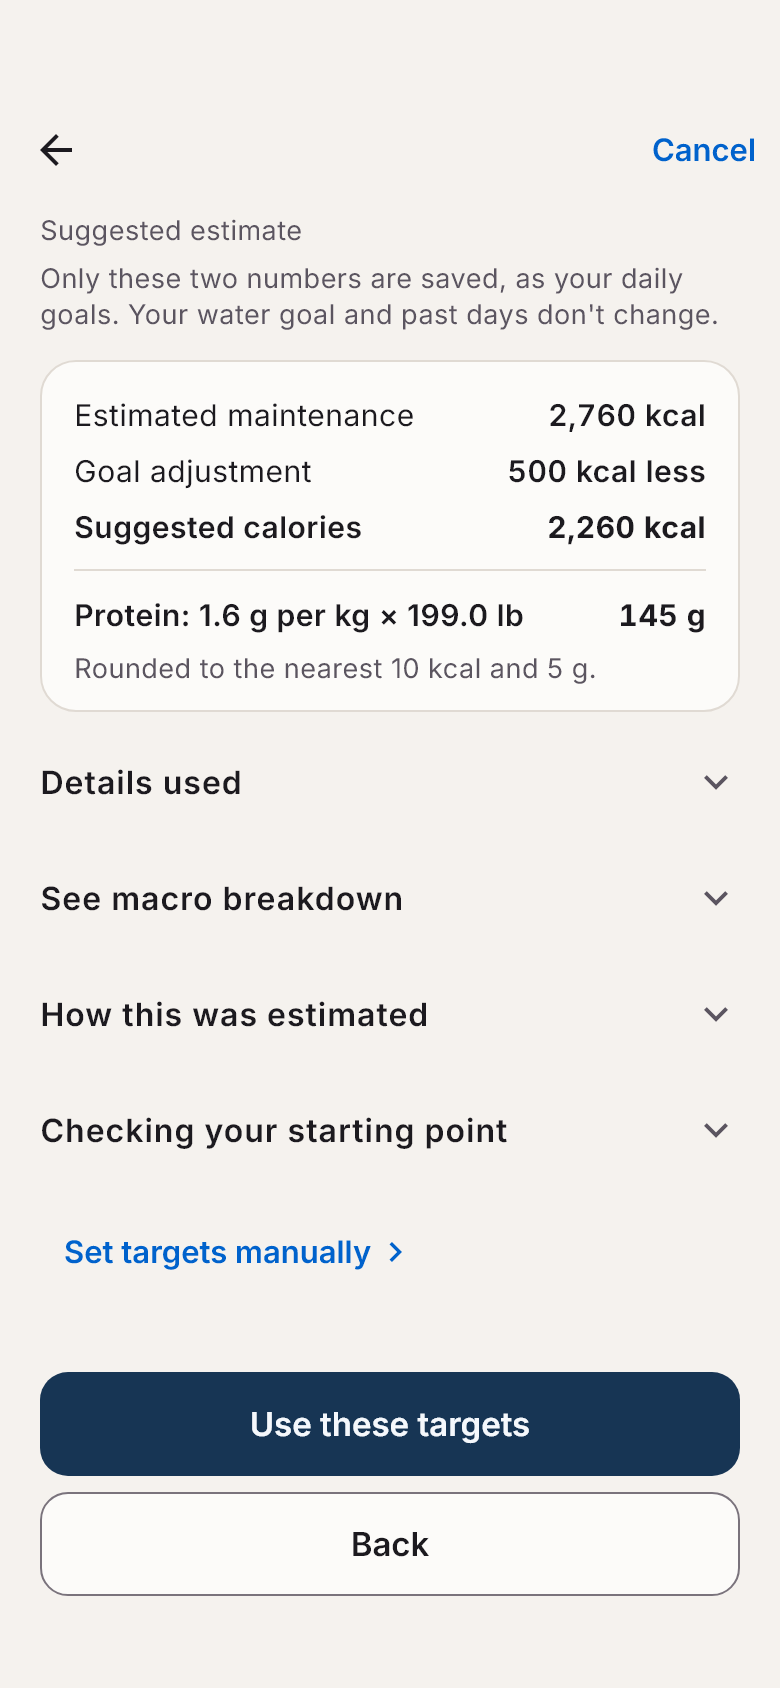 Cancel
Suggested estimate
Only these two numbers are saved, as your daily
goals. Your water goal and past days don't change.
Estimated maintenance 2,760 kcal
Goal adjustment 500 kcal less
Suggested calories 2,260 kcal
Protein: 1.6 g per kg × 199.0 lb 145 g
Rounded to the nearest 10 kcal and 5 g.
Details used
See macro breakdown
How this was estimated
Checking your starting point
Set targets manually
Use these targets
Back